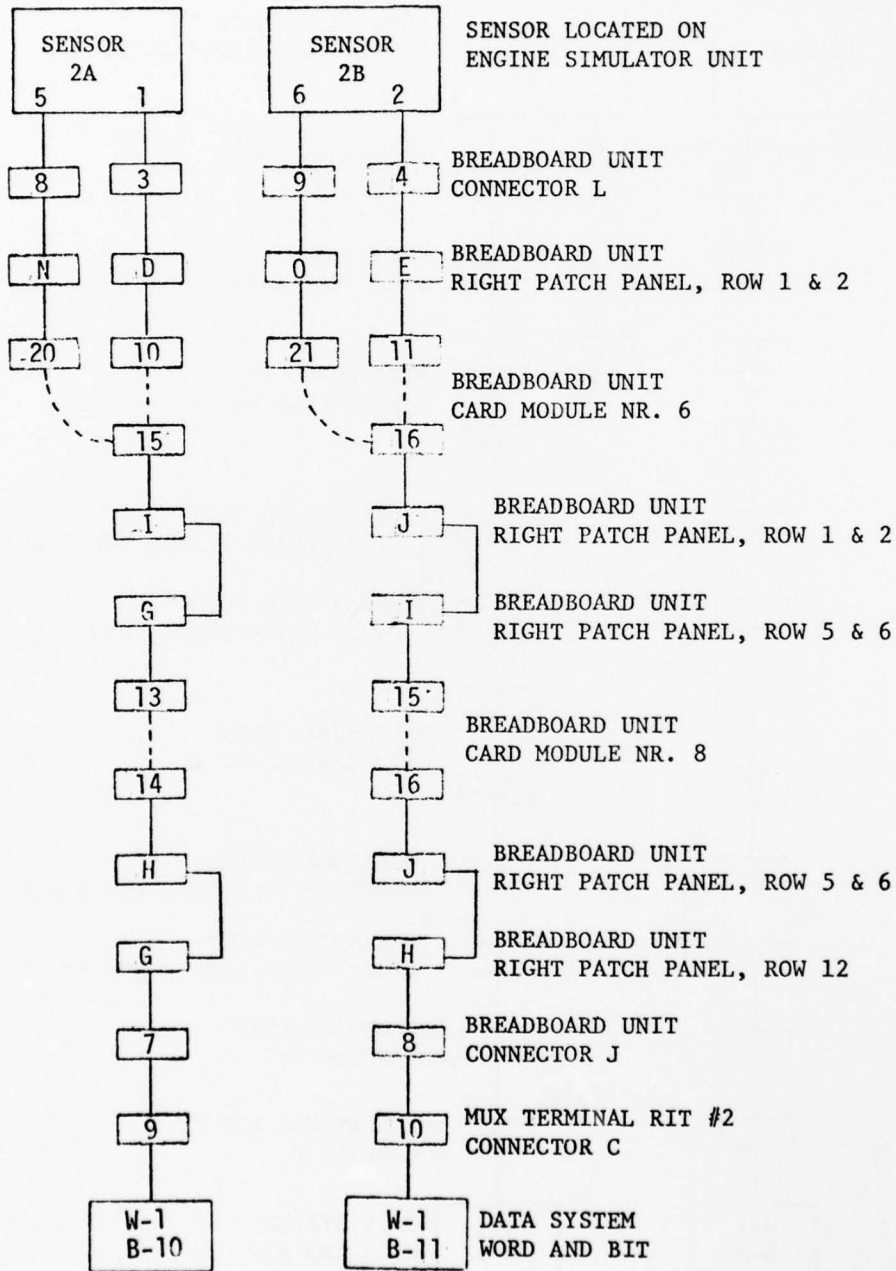 SENSOR
2A
5 1
SENSOR
2B
6 2
SENSOR LOCATED ON
ENGINE SIMULATOR UNIT
8 3 9 4
BREADBOARD UNIT
CONNECTOR L
N D O E
BREADBOARD UNIT
RIGHT PATCH PANEL, ROW 1 & 2
20 10 21 11
BREADBOARD UNIT
CARD MODULE NR. 6
15 16
I J
BREADBOARD UNIT
RIGHT PATCH PANEL, ROW 1 & 2
G I
BREADBOARD UNIT
RIGHT PATCH PANEL, ROW 5 & 6
13 15
BREADBOARD UNIT
CARD MODULE NR. 8
14 16
H J
BREADBOARD UNIT
RIGHT PATCH PANEL, ROW 5 & 6
G H
BREADBOARD UNIT
RIGHT PATCH PANEL, ROW 12
7 8
BREADBOARD UNIT
CONNECTOR J
9 10
MUX TERMINAL RIT #2
CONNECTOR C
W-1
B-10
W-1
B-11
DATA SYSTEM
WORD AND BIT